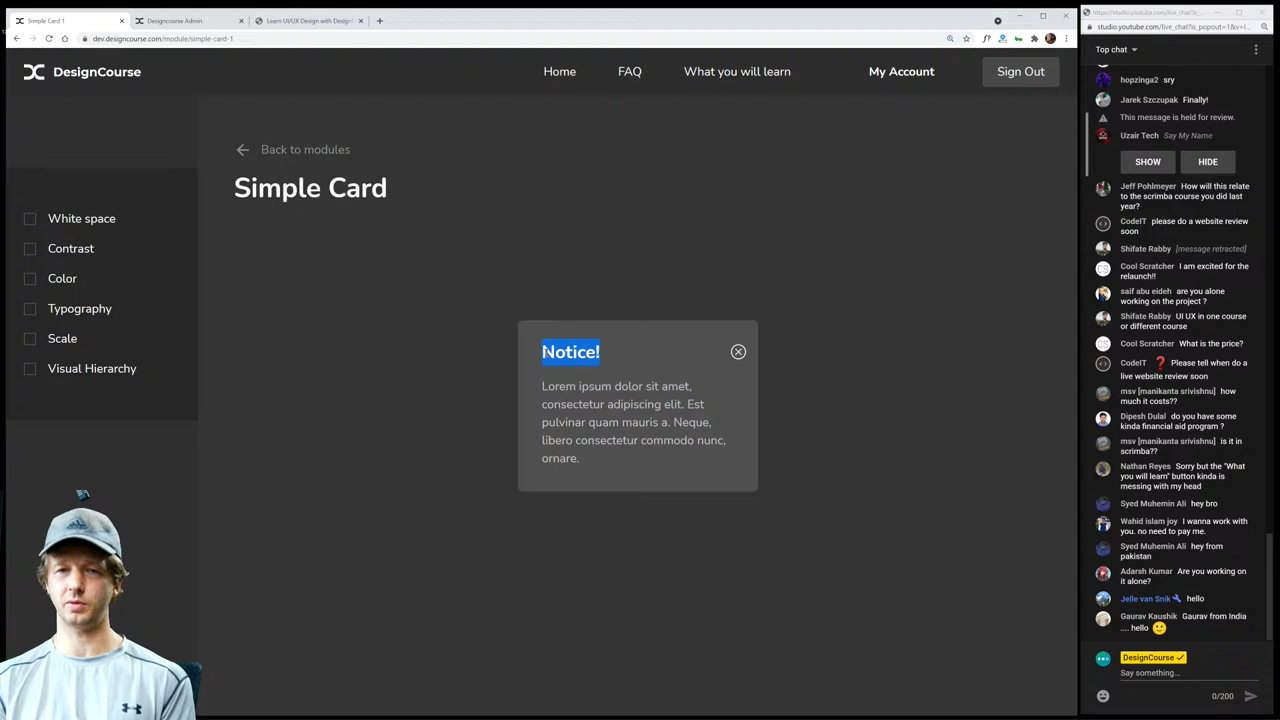 Simple Card 1
Designcourse Admin
Learn UI/UX Design with Design
https://studio.youtube.com/live_chat?is_p...
dev.designcourse.com/module/simple-card-1
studio.youtube.com/live_chat?is_popout=1&v=l...
DesignCourse
Home
FAQ
What you will learn
My Account
Sign Out
Back to modules
Simple Card
White space
Contrast
Color
Typography
Scale
Visual Hierarchy
Notice!
Lorem ipsum dolor sit amet,
consectetur adipiscing elit. Est
pulvinar quam mauris a. Neque,
libero consectetur commodo nunc,
ornare.
Top chat
hopzinga2 sry
Jarek Szczupak Finally!
This message is held for review.
Uzair Tech Say My Name
SHOW HIDE
Jeff Pohlmeyer How will this relate
to the scrimba course you did last
year?
CodeIT please do a website review
soon
Shifate Rabby [message retracted]
Cool Scratcher I am excited for the
relaunch!!
saif abu eideh are you alone
working on the project ?
Shifate Rabby UI UX in one course
or different course
Cool Scratcher What is the price?
CodeIT ❓ Please tell when do a
live website review soon
msv [manikanta srivishnu] how
much it costs??
Dipesh Dulal do you have some
kinda financial aid program ?
msv [manikanta srivishnu] is it in
scrimba??
Nathan Reyes Sorry but the "What
you will learn" button kinda is
messing with my head
Syed Muhemin Ali hey bro
Wahid islam joy I wanna work with
you. no need to pay me.
Syed Muhemin Ali hey from
pakistan
Adarsh Kumar Are you working on
it alone?
Jelle van Snik hello
Gaurav Kaushik Gaurav from India
.... hello 🙂
DesignCourse
Say something...
0/200